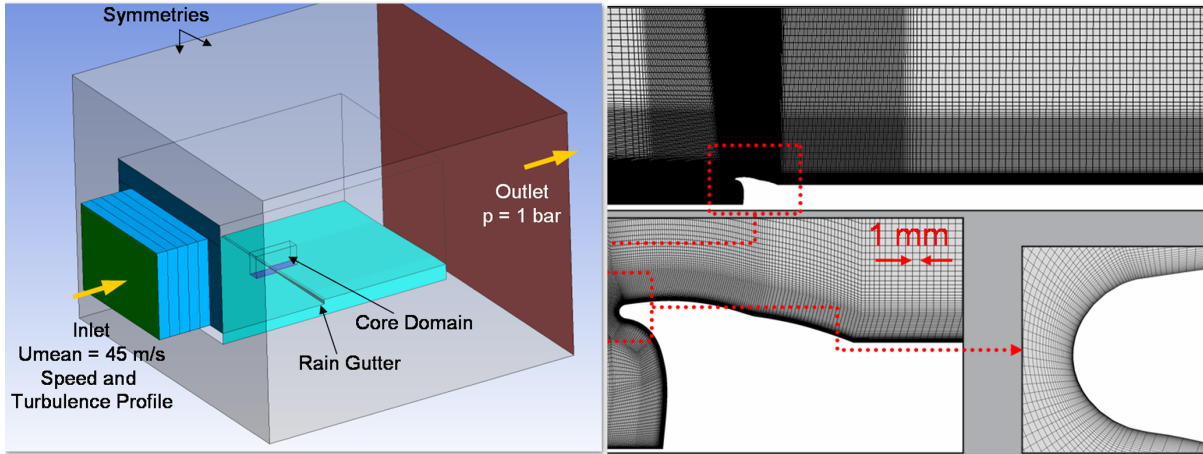 Symmetries
Outlet
p = 1 bar
Core Domain
Rain Gutter
Inlet
Umean = 45 m/s
Speed and
Turbulence Profile
1 mm